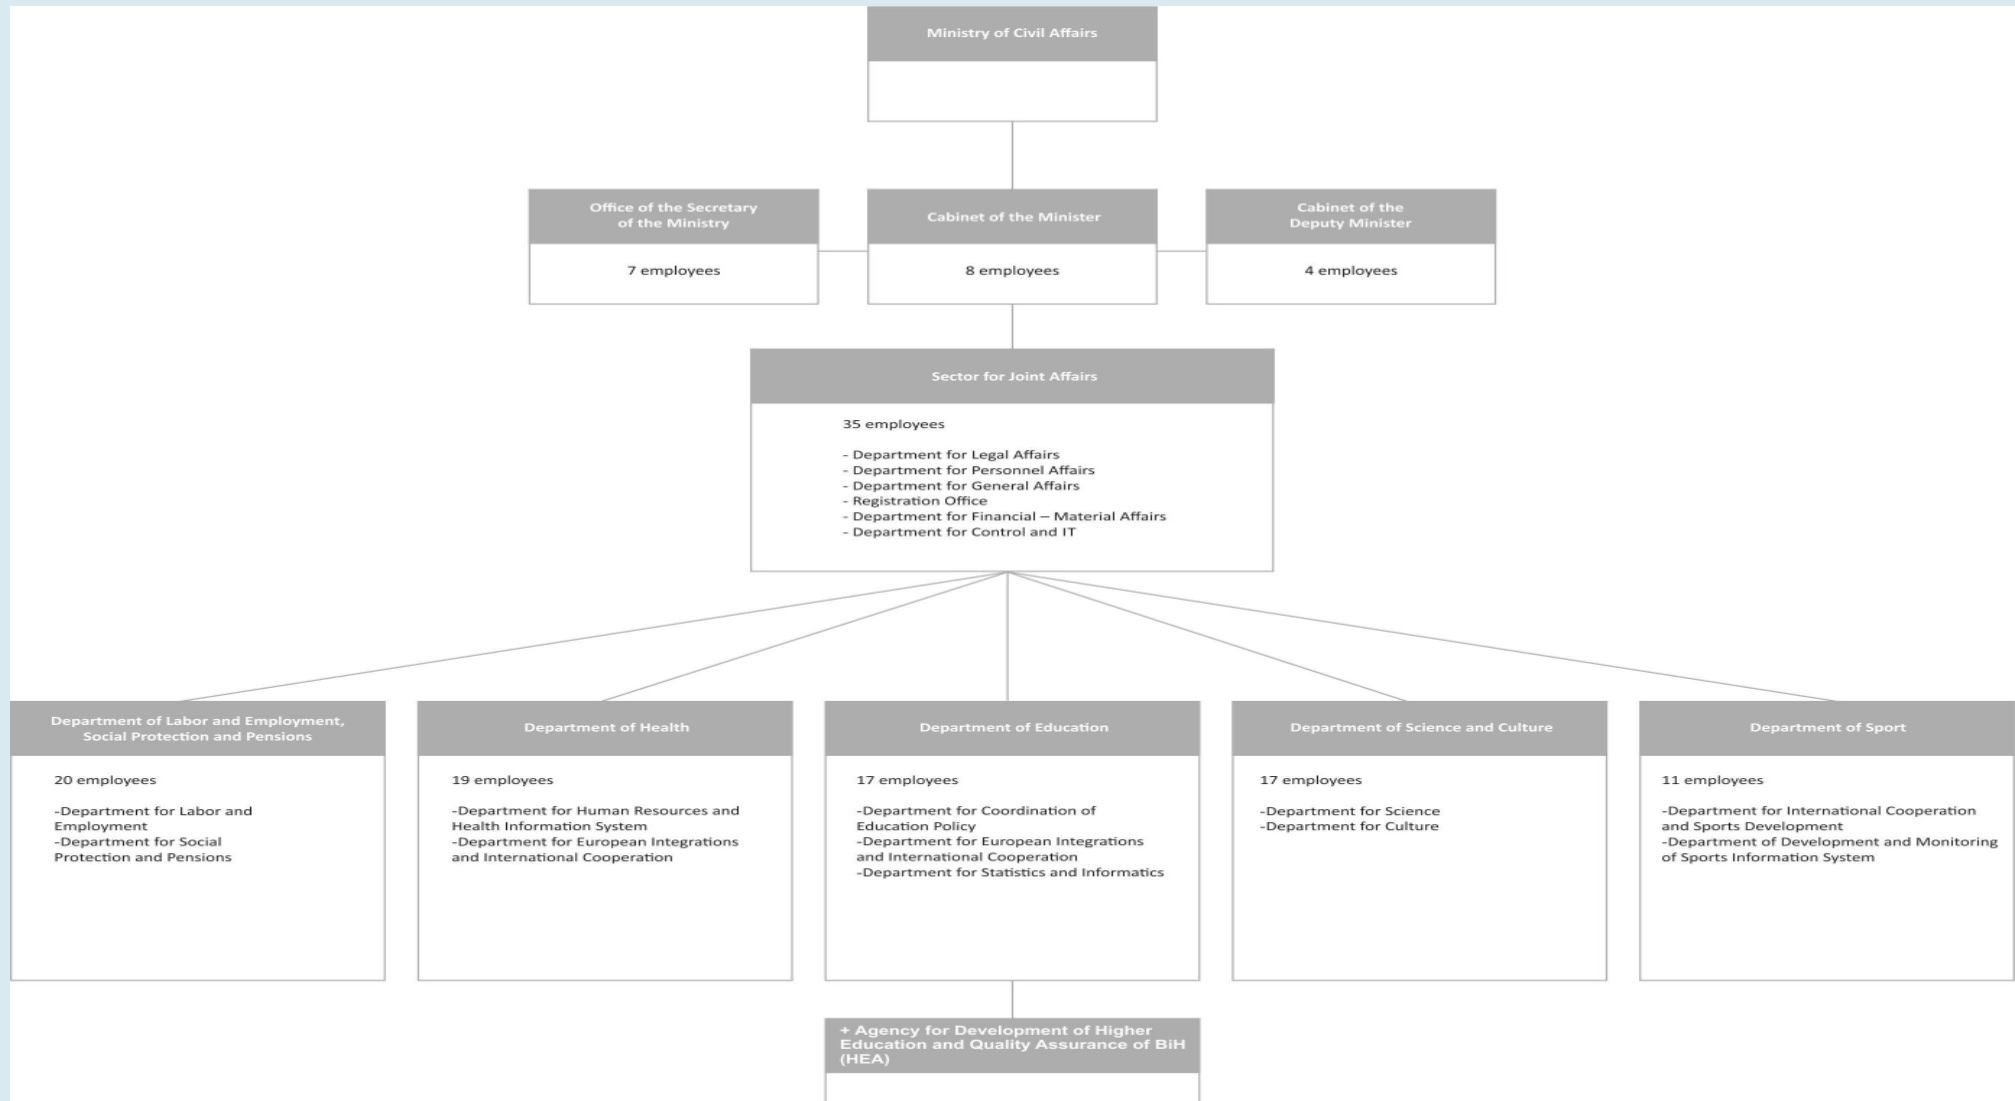 Ministry of Civil Affairs
Office of the Secretary
of the Ministry
7 employees
Cabinet of the Minister
8 employees
Cabinet of the
Deputy Minister
4 employees
Sector for Joint Affairs
35 employees
- Department for Legal Affairs
- Department for Personnel Affairs
- Department for General Affairs
- Registration Office
- Department for Financial – Material Affairs
- Department for Control and IT
Department of Labor and Employment,
Social Protection and Pensions
20 employees
-Department for Labor and
Employment
-Department for Social
Protection and Pensions
Department of Health
19 employees
-Department for Human Resources and
Health Information System
-Department for European Integrations
and International Cooperation
Department of Education
17 employees
-Department for Coordination of
Education Policy
-Department for European Integrations
and International Cooperation
-Department for Statistics and Informatics
Department of Science and Culture
17 employees
-Department for Science
-Department for Culture
Department of Sport
11 employees
-Department for International Cooperation
and Sports Development
-Department of Development and Monitoring
of Sports Information System
+ Agency for Development of Higher
Education and Quality Assurance of BiH
(HEA)